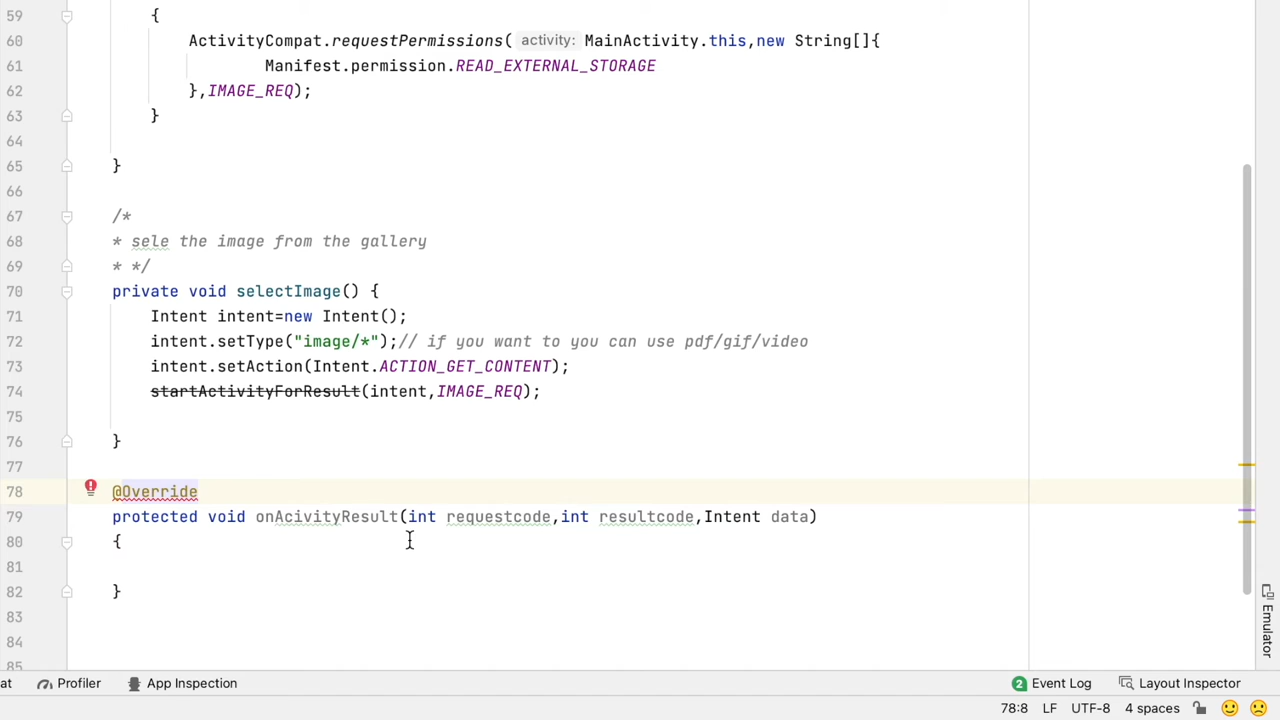 59 {
60 ActivityCompat.requestPermissions( activity: MainActivity.this,new String[]{
61 Manifest.permission.READ_EXTERNAL_STORAGE
62 },IMAGE_REQ);
63 }
64
65 }
66
67 /*
68 * sele the image from the gallery
69 * */
70 private void selectImage() {
71 Intent intent=new Intent();
72 intent.setType("image/*");// if you want to you can use pdf/gif/video
73 intent.setAction(Intent.ACTION_GET_CONTENT);
74 startActivityForResult(intent,IMAGE_REQ);
75
76 }
77
78 @Override
79 protected void onAcivityResult(int requestcode,int resultcode,Intent data)
80 {
81
82 }
83
84
85
Emulator
at Profiler App Inspection 2 Event Log Layout Inspector
78:8 LF UTF-8 4 spaces